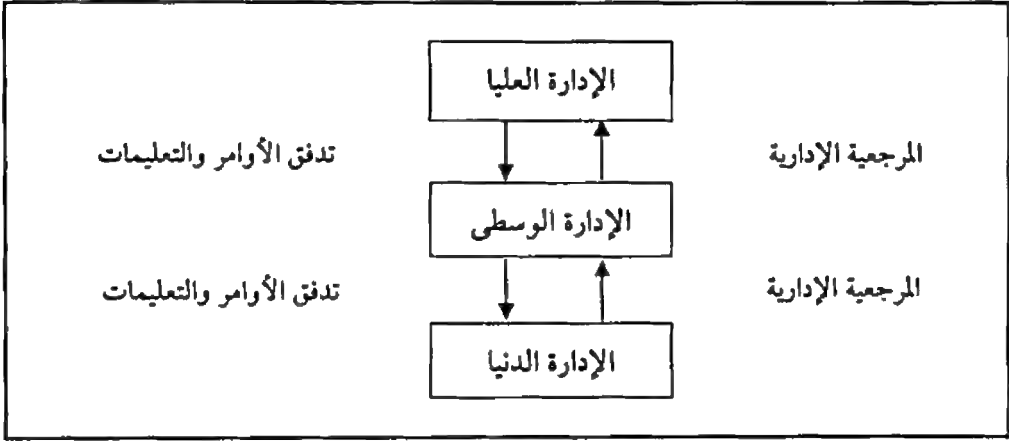 الإدارة العليا
المرجعية الإدارية
تدفق الأوامر والتعليمات
الإدارة الوسطى
المرجعية الإدارية
تدفق الأوامر والتعليمات
الإدارة الدنيا